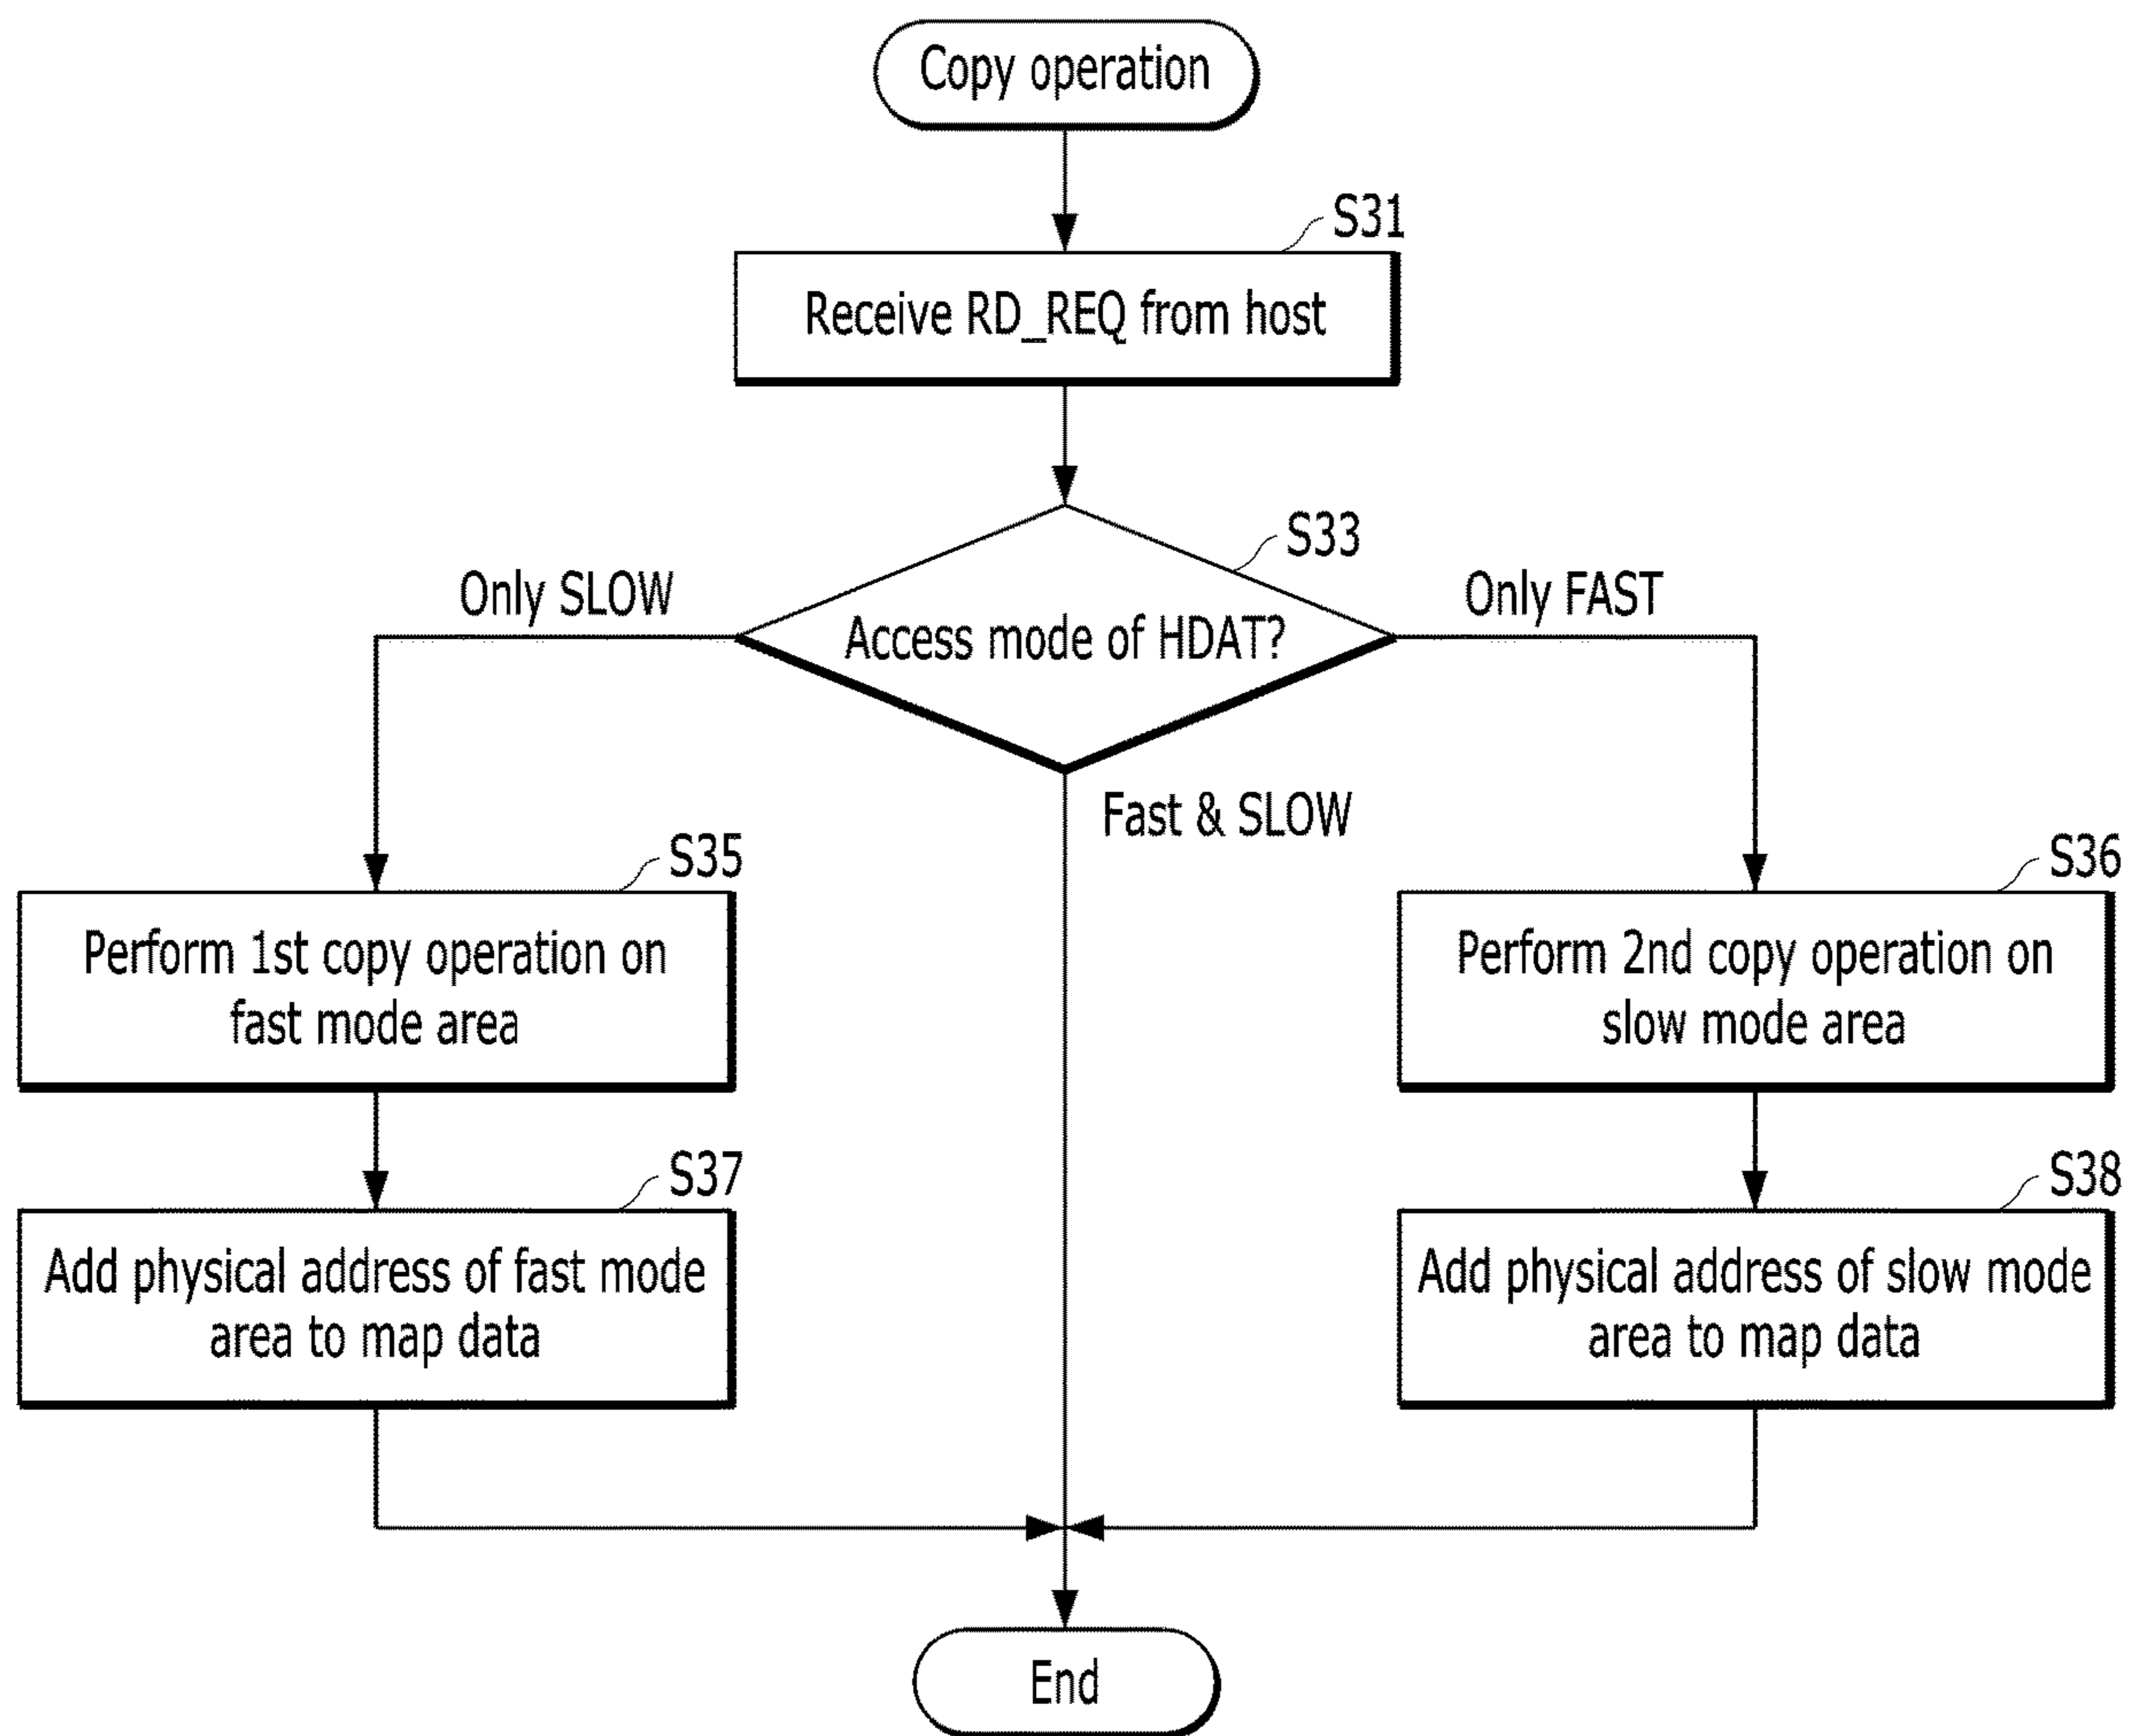 Copy operation
S31
Receive RD_REQ from host
S33
Only SLOW
Access mode of HDAT?
Only FAST
Fast & SLOW
S35
Perform 1st copy operation on
fast mode area
S36
Perform 2nd copy operation on
slow mode area
S37
Add physical address of fast mode
area to map data
S38
Add physical address of slow mode
area to map data
End